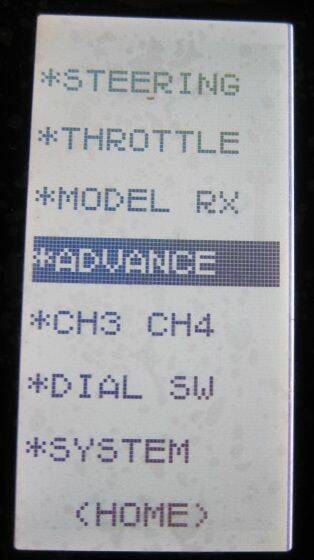 *STEERING
*THROTTLE
*MODEL RX
*ADVANCE
*CH3 CH4
*DIAL SW
*SYSTEM
<HOME>